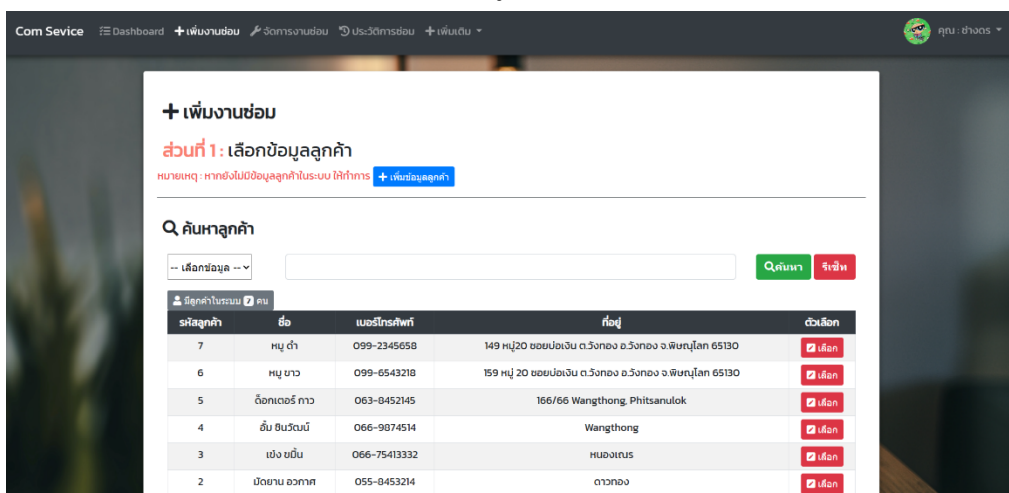 Com Sevice Dashboard เพิ่มงานซ่อม จัดการงานซ่อม ประวัติการซ่อม เพิ่มเติม คุณ : ช่างดร
เพิ่มงานซ่อม
ส่วนที่ 1 : เลือกข้อมูลลูกค้า
หมายเหตุ : หากยังไม่มีข้อมูลลูกค้าในระบบ ให้ทำการ + เพิ่มข้อมูลลูกค้า
ค้นหาลูกค้า
-- เลือกข้อมูล -- ค้นหา รีเซ็ท
มีลูกค้าในระบบ 7 คน
รหัสลูกค้า ชื่อ เบอร์โทรศัพท์ ที่อยู่ ตัวเลือก
7 หมู ดำ 099-2345658 149 หมู่20 ซอยบ่อเงิน ต.วังทอง อ.วังทอง จ.พิษณุโลก 65130 เลือก
6 หมู ขาว 099-6543218 159 หมู่ 20 ซอยบ่อเงิน ต.วังทอง อ.วังทอง จ.พิษณุโลก 65130 เลือก
5 ด็อกเตอร์ กาว 063-8452145 166/66 Wangthong, Phitsanulok เลือก
4 อั้ม ชินวัฒน์ 066-9874514 Wangthong เลือก
3 เข่ง ขมิ้น 066-75413332 หนองเณร เลือก
2 มัดยาน อวกาศ 055-8453214 ดาวทอง เลือก